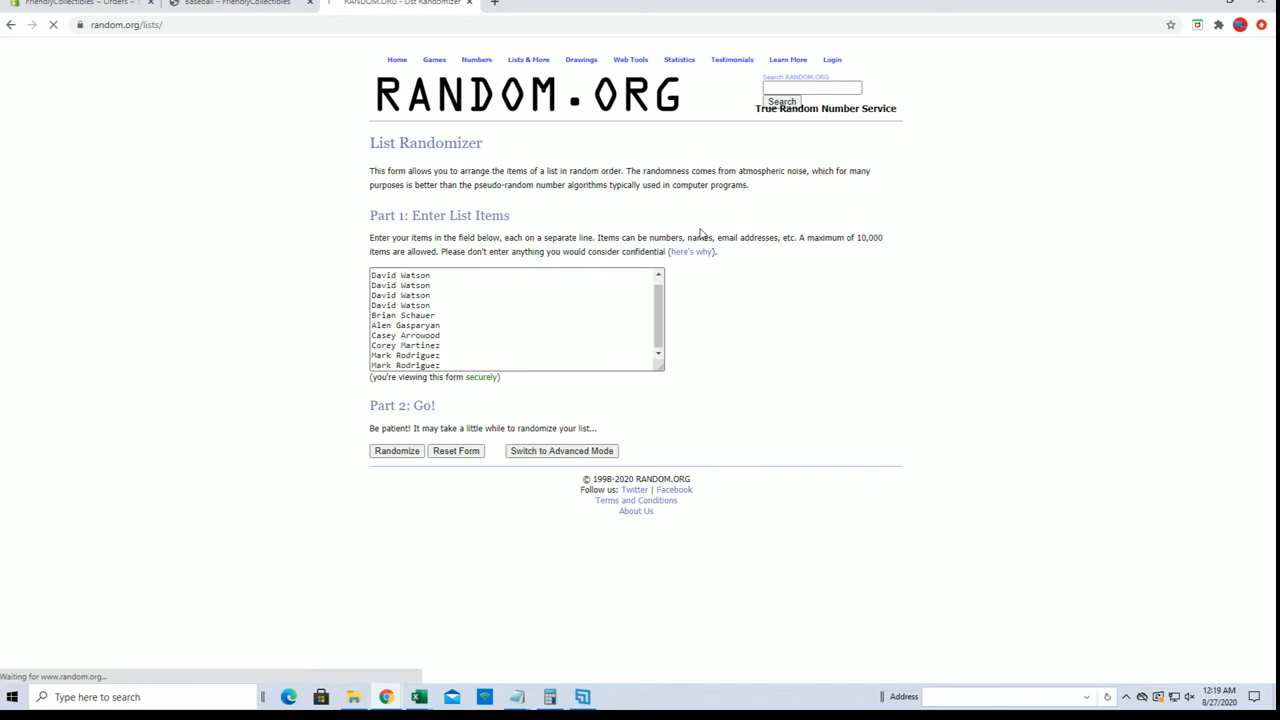 FriendlyCollectibles - Orders - S
Baseball – FriendlyCollectibles
RANDOM.ORG - List Randomizer
random.org/lists/
Home Games Numbers Lists & More Drawings Web Tools Statistics Testimonials Learn More Login
RANDOM.ORG
Search RANDOM.ORG
Search
True Random Number Service
List Randomizer
This form allows you to arrange the items of a list in random order. The randomness comes from atmospheric noise, which for many
purposes is better than the pseudo-random number algorithms typically used in computer programs.
Part 1: Enter List Items
Enter your items in the field below, each on a separate line. Items can be numbers, names, email addresses, etc. A maximum of 10,000
items are allowed. Please don't enter anything you would consider confidential (here's why).
David Watson
David Watson
David Watson
David Watson
Brian Schauer
Alen Gasparyan
Casey Arrowood
Corey Martinez
Mark Rodriguez
Mark Rodriguez
(you're viewing this form securely)
Part 2: Go!
Be patient! It may take a little while to randomize your list...
Randomize Reset Form Switch to Advanced Mode
© 1998-2020 RANDOM.ORG
Follow us: Twitter | Facebook
Terms and Conditions
About Us
Waiting for www.random.org...
Type here to search
Address
12:19 AM
8/27/2020